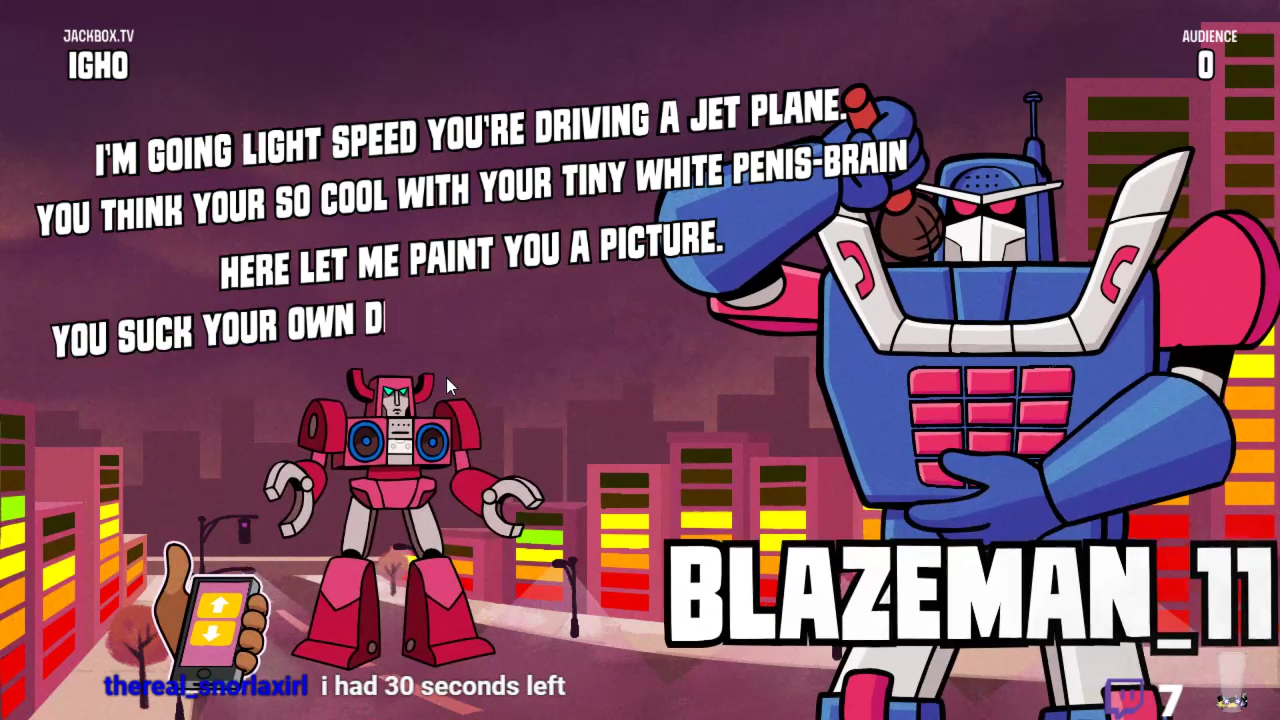 JACKBOX.TV
IGHO
AUDIENCE
0
I'M GOING LIGHT SPEED YOU'RE DRIVING A JET PLANE.
YOU THINK YOUR SO COOL WITH YOUR TINY WHITE PENIS-BRAIN
HERE LET ME PAINT YOU A PICTURE.
YOU SUCK YOUR OWN D
BLAZEMAN_11
thereal_snorlaxirl i had 30 seconds left
7